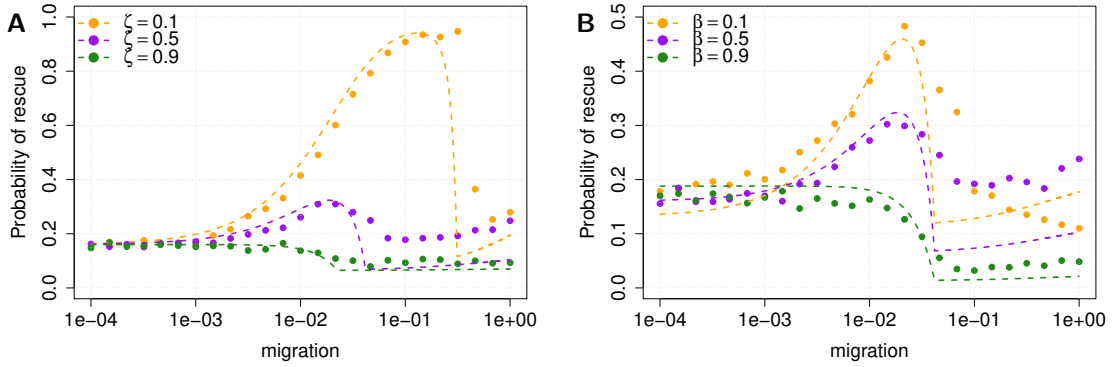 A
ζ = 0.1
ζ = 0.5
ζ = 0.9
Probability of rescue
1.0
0.8
0.6
0.4
0.2
0.0
1e−04 1e−03 1e−02 1e−01 1e+00
migration
B
β = 0.1
β = 0.5
β = 0.9
Probability of rescue
0.5
0.4
0.3
0.2
0.1
0.0
1e−04 1e−03 1e−02 1e−01 1e+00
migration